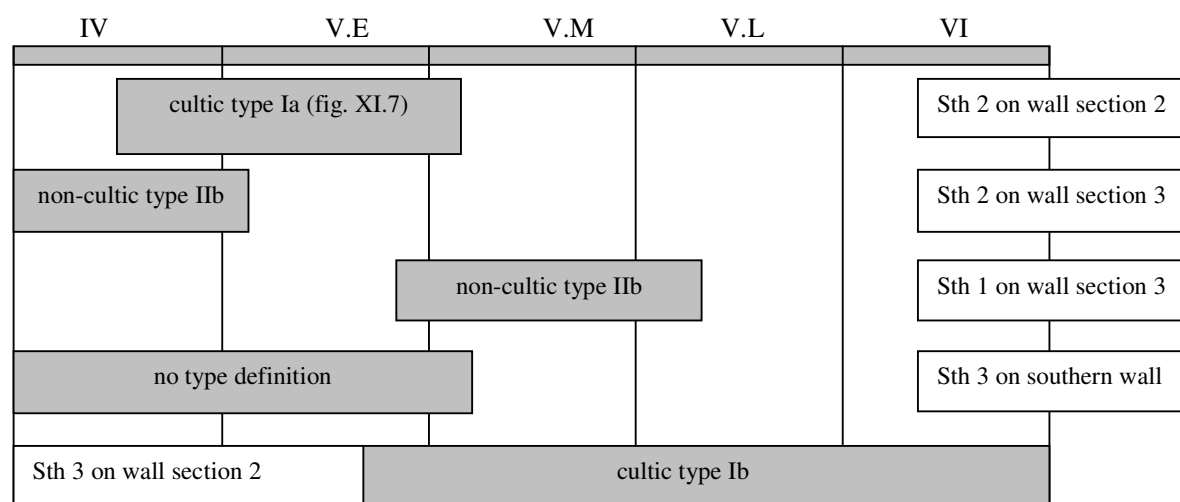 IV V.E V.M V.L VI
cultic type Ia (fig. XI.7) Sth 2 on wall section 2
non-cultic type IIb Sth 2 on wall section 3
non-cultic type IIb Sth 1 on wall section 3
no type definition Sth 3 on southern wall
Sth 3 on wall section 2 cultic type Ib